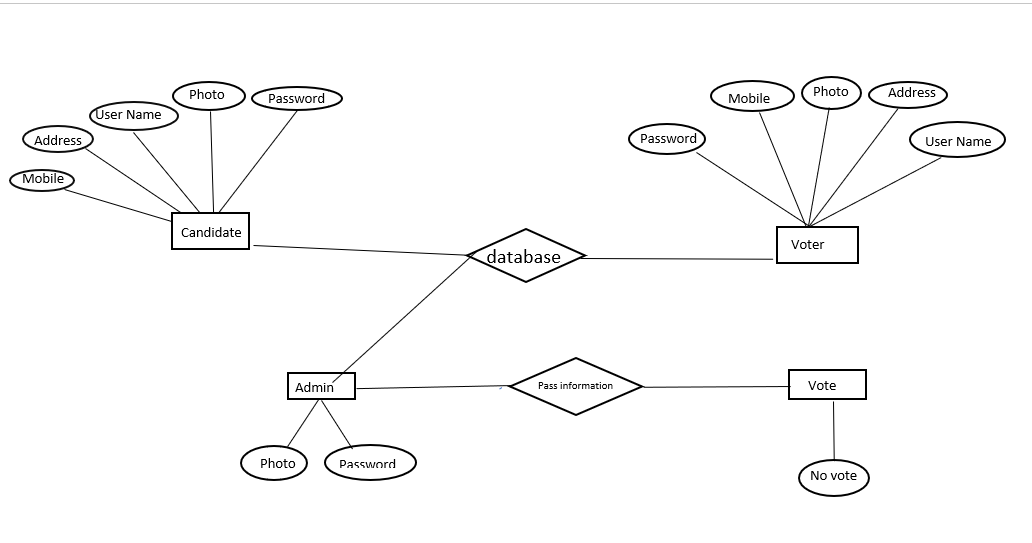 Photo
Password
User Name
Address
Mobile
Candidate
Mobile
Photo
Address
Password
User Name
Voter
database
Admin
Pass information
Vote
Photo
Password
No vote